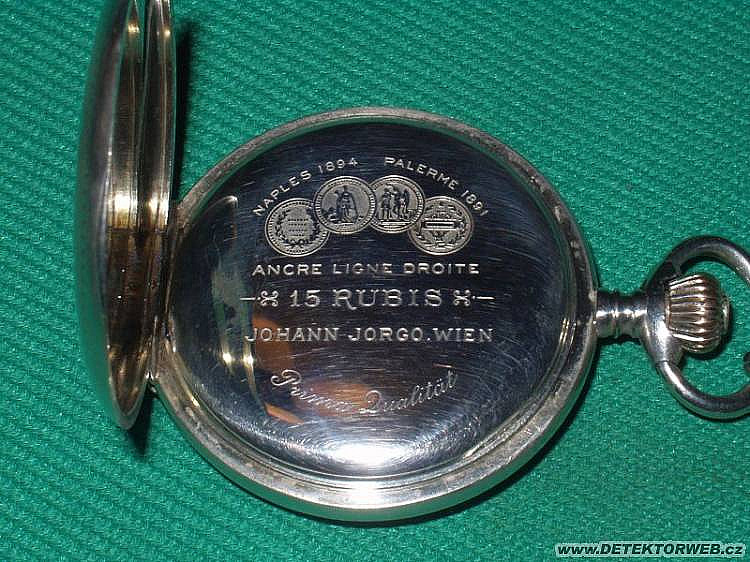 NAPLES 1894 PALERME 1891
ANCRE LIGNE DROITE
15 RUBIS
JOHANN JORGO. WIEN
Prima Qualität
www.DETEKTORWEB.cz